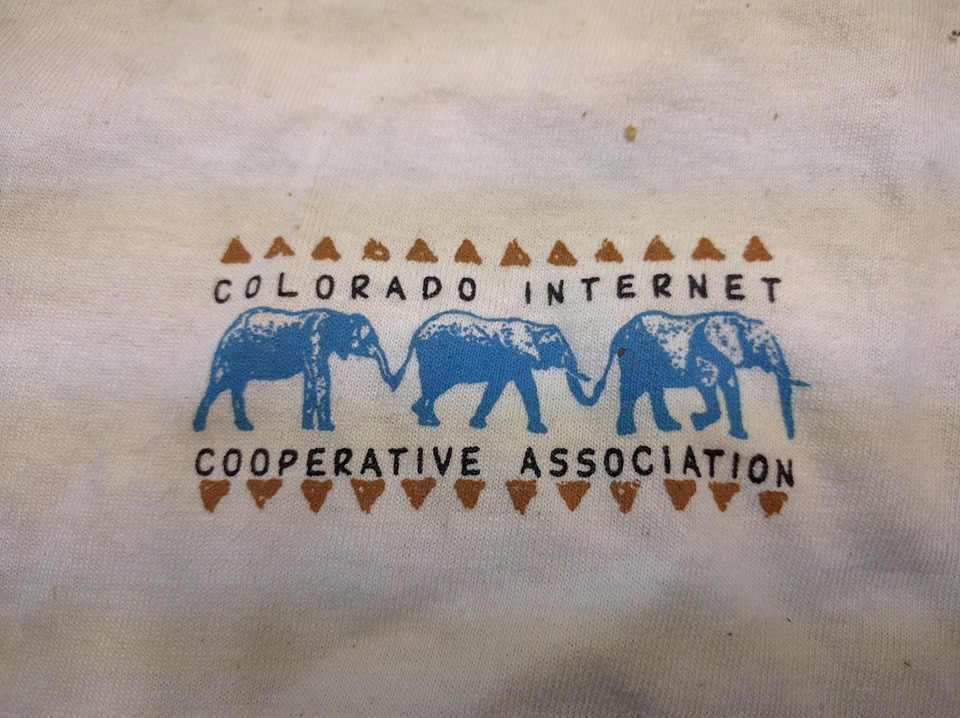 COLORADO INTERNET
COOPERATIVE ASSOCIATION